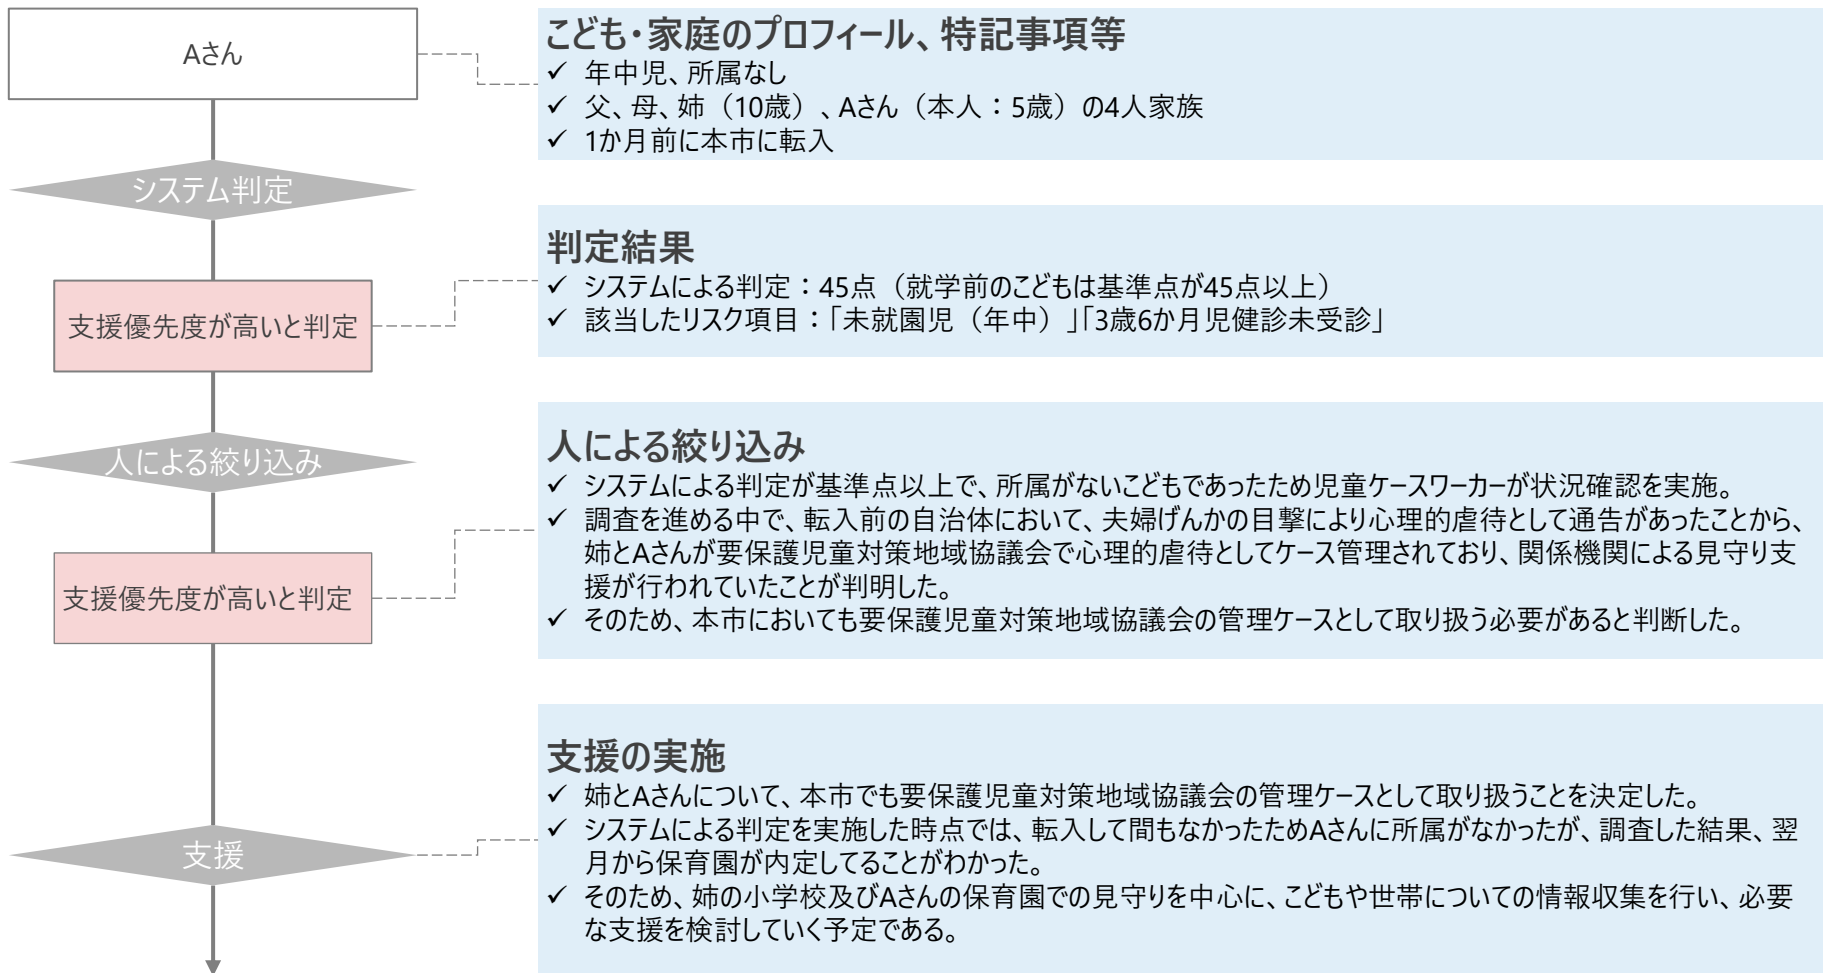 Aさん
こども・家庭のプロフィール、特記事項等
✓ 年中児、所属なし
✓ 父、母、姉（10歳）、Aさん（本人：5歳）の4人家族
✓ 1か月前に本市に転入
システム判定
判定結果
✓ システムによる判定：45点（就学前のこどもは基準点が45点以上）
✓ 該当したリスク項目：「未就園児（年中）」「3歳6か月児健診未受診」
支援優先度が高いと判定
人による絞り込み
人による絞り込み
✓ システムによる判定が基準点以上で、所属がないこどもであったため児童ケースワーカーが状況確認を実施。
✓ 調査を進める中で、転入前の自治体において、夫婦げんかの目撃により心理的虐待として通告があったことから、
姉とAさんが要保護児童対策地域協議会で心理的虐待としてケース管理されており、関係機関による見守り支
援が行われていたことが判明した。
✓ そのため、本市においても要保護児童対策地域協議会の管理ケースとして取り扱う必要があると判断した。
支援優先度が高いと判定
支援の実施
✓ 姉とAさんについて、本市でも要保護児童対策地域協議会の管理ケースとして取り扱うことを決定した。
✓ システムによる判定を実施した時点では、転入して間もなかったためAさんに所属がなかったが、調査した結果、翌
月から保育園が内定してることがわかった。
✓ そのため、姉の小学校及びAさんの保育園での見守りを中心に、こどもや世帯についての情報収集を行い、必要
な支援を検討していく予定である。
支援